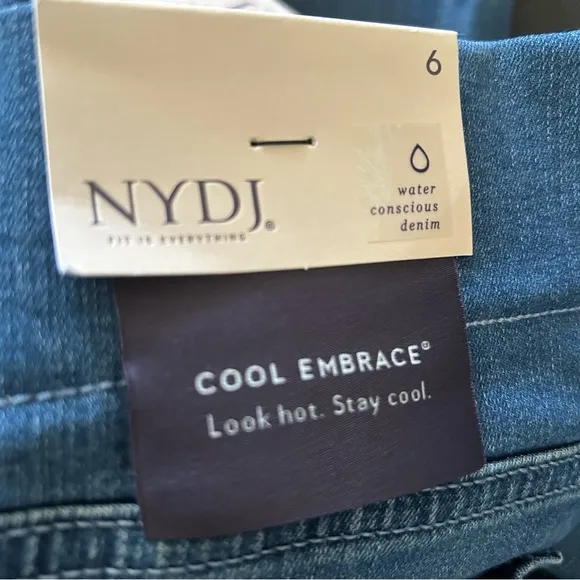 6
NYDJ®
FIT IS EVERYTHING
water
conscious
denim
COOL EMBRACE®
Look hot. Stay cool.